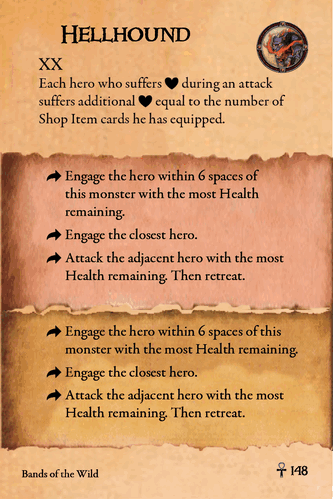 HELLHOUND
XX
Each hero who suffers ♥ during an attack
suffers additional ♥ equal to the number of
Shop Item cards he has equipped.
Engage the hero within 6 spaces of
this monster with the most Health
remaining.
Engage the closest hero.
Attack the adjacent hero with the most
Health remaining. Then retreat.
Engage the hero within 6 spaces of this
monster with the most Health remaining.
Engage the closest hero.
Attack the adjacent hero with the most
Health remaining. Then retreat.
Bands of the Wild
148